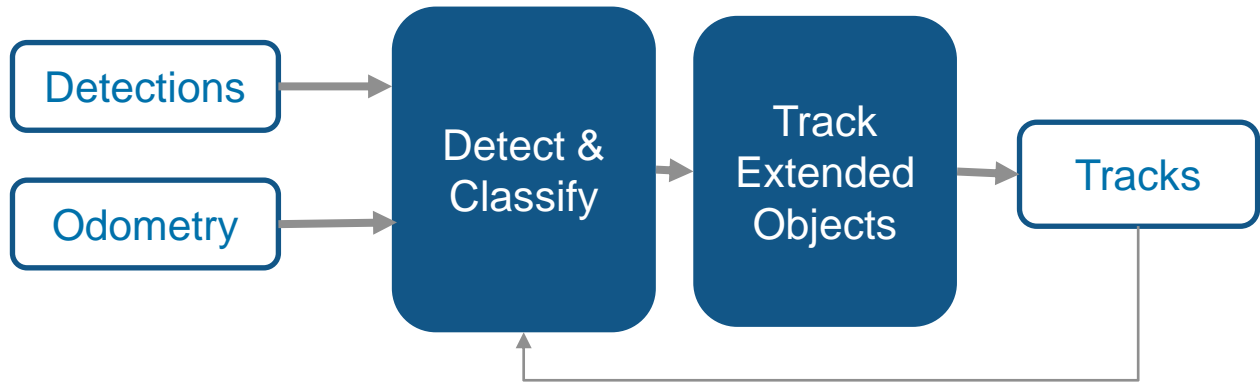 Detections
Odometry
Detect &
Classify
Track
Extended
Objects
Tracks